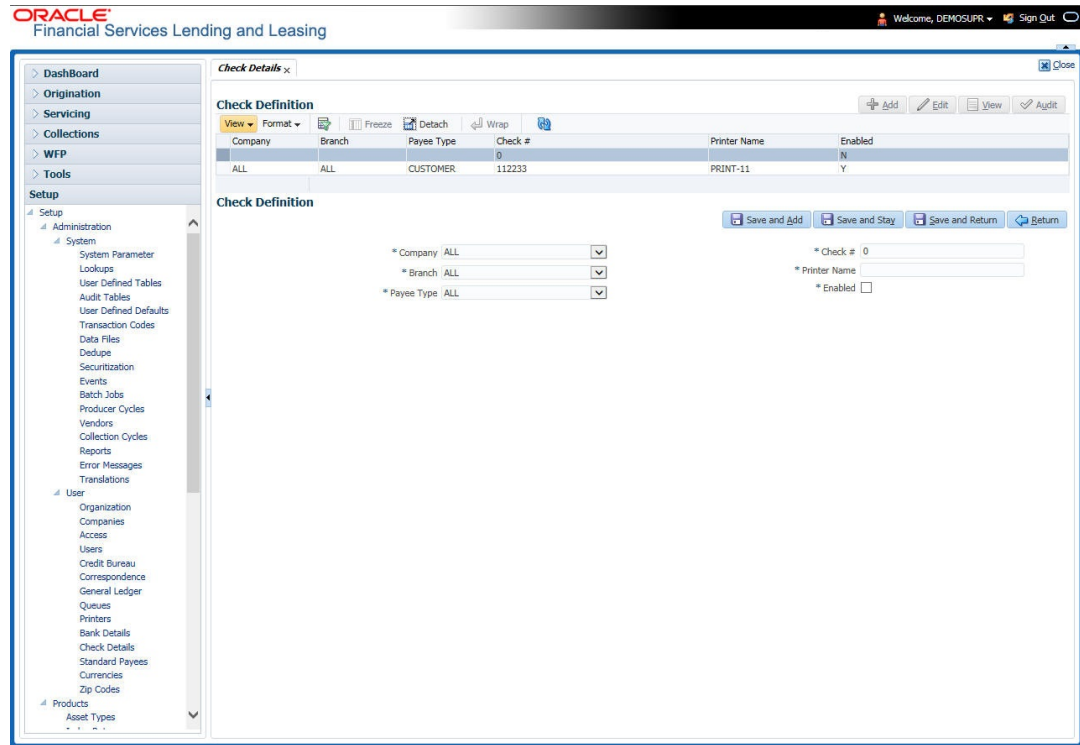 ORACLE
Financial Services Lending and Leasing
Welcome, DEMOSUPR
Sign Out
DashBoard
Origination
Servicing
Collections
WFP
Tools
Setup
Setup
Administration
System
System Parameter
Lookups
User Defined Tables
Audit Tables
User Defined Defaults
Transaction Codes
Data Files
Dedupe
Securitization
Events
Batch Jobs
Producer Cycles
Vendors
Collection Cycles
Reports
Error Messages
Translations
User
Organization
Companies
Access
Users
Credit Bureau
Correspondence
General Ledger
Queues
Printers
Bank Details
Check Details
Standard Payees
Currencies
Zip Codes
Products
Asset Types
Check Details x
Close
Check Definition
Add Edit View Audit
View Format Freeze Detach Wrap
Company Branch Payee Type Check # Printer Name Enabled
0 N
ALL ALL CUSTOMER 112233 PRINT-11 Y
Check Definition
Save and Add Save and Stay Save and Return Return
* Company ALL
* Branch ALL
* Payee Type ALL
* Check # 0
* Printer Name
* Enabled